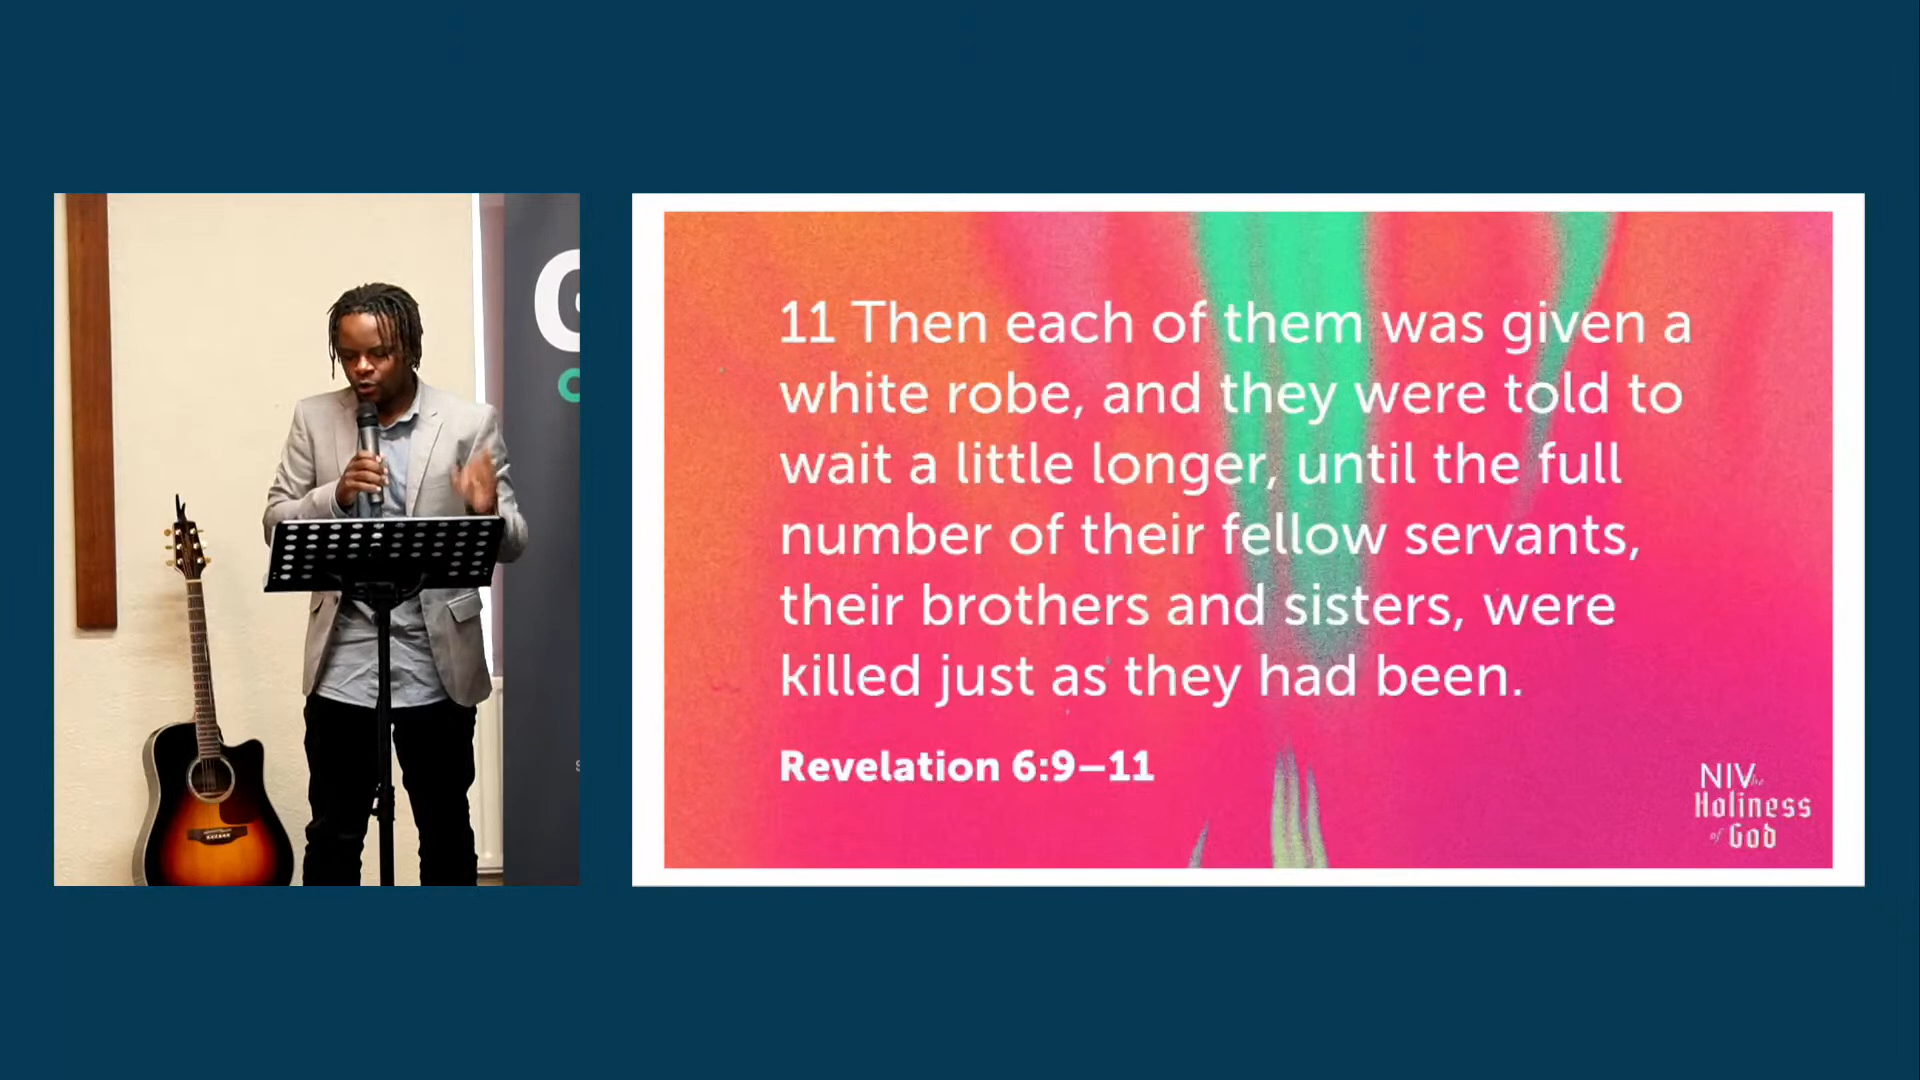 11 Then each of them was given a
white robe, and they were told to
wait a little longer, until the full
number of their fellow servants,
their brothers and sisters, were
killed just as they had been.
Revelation 6:9–11
NIV
the
Holiness
of God